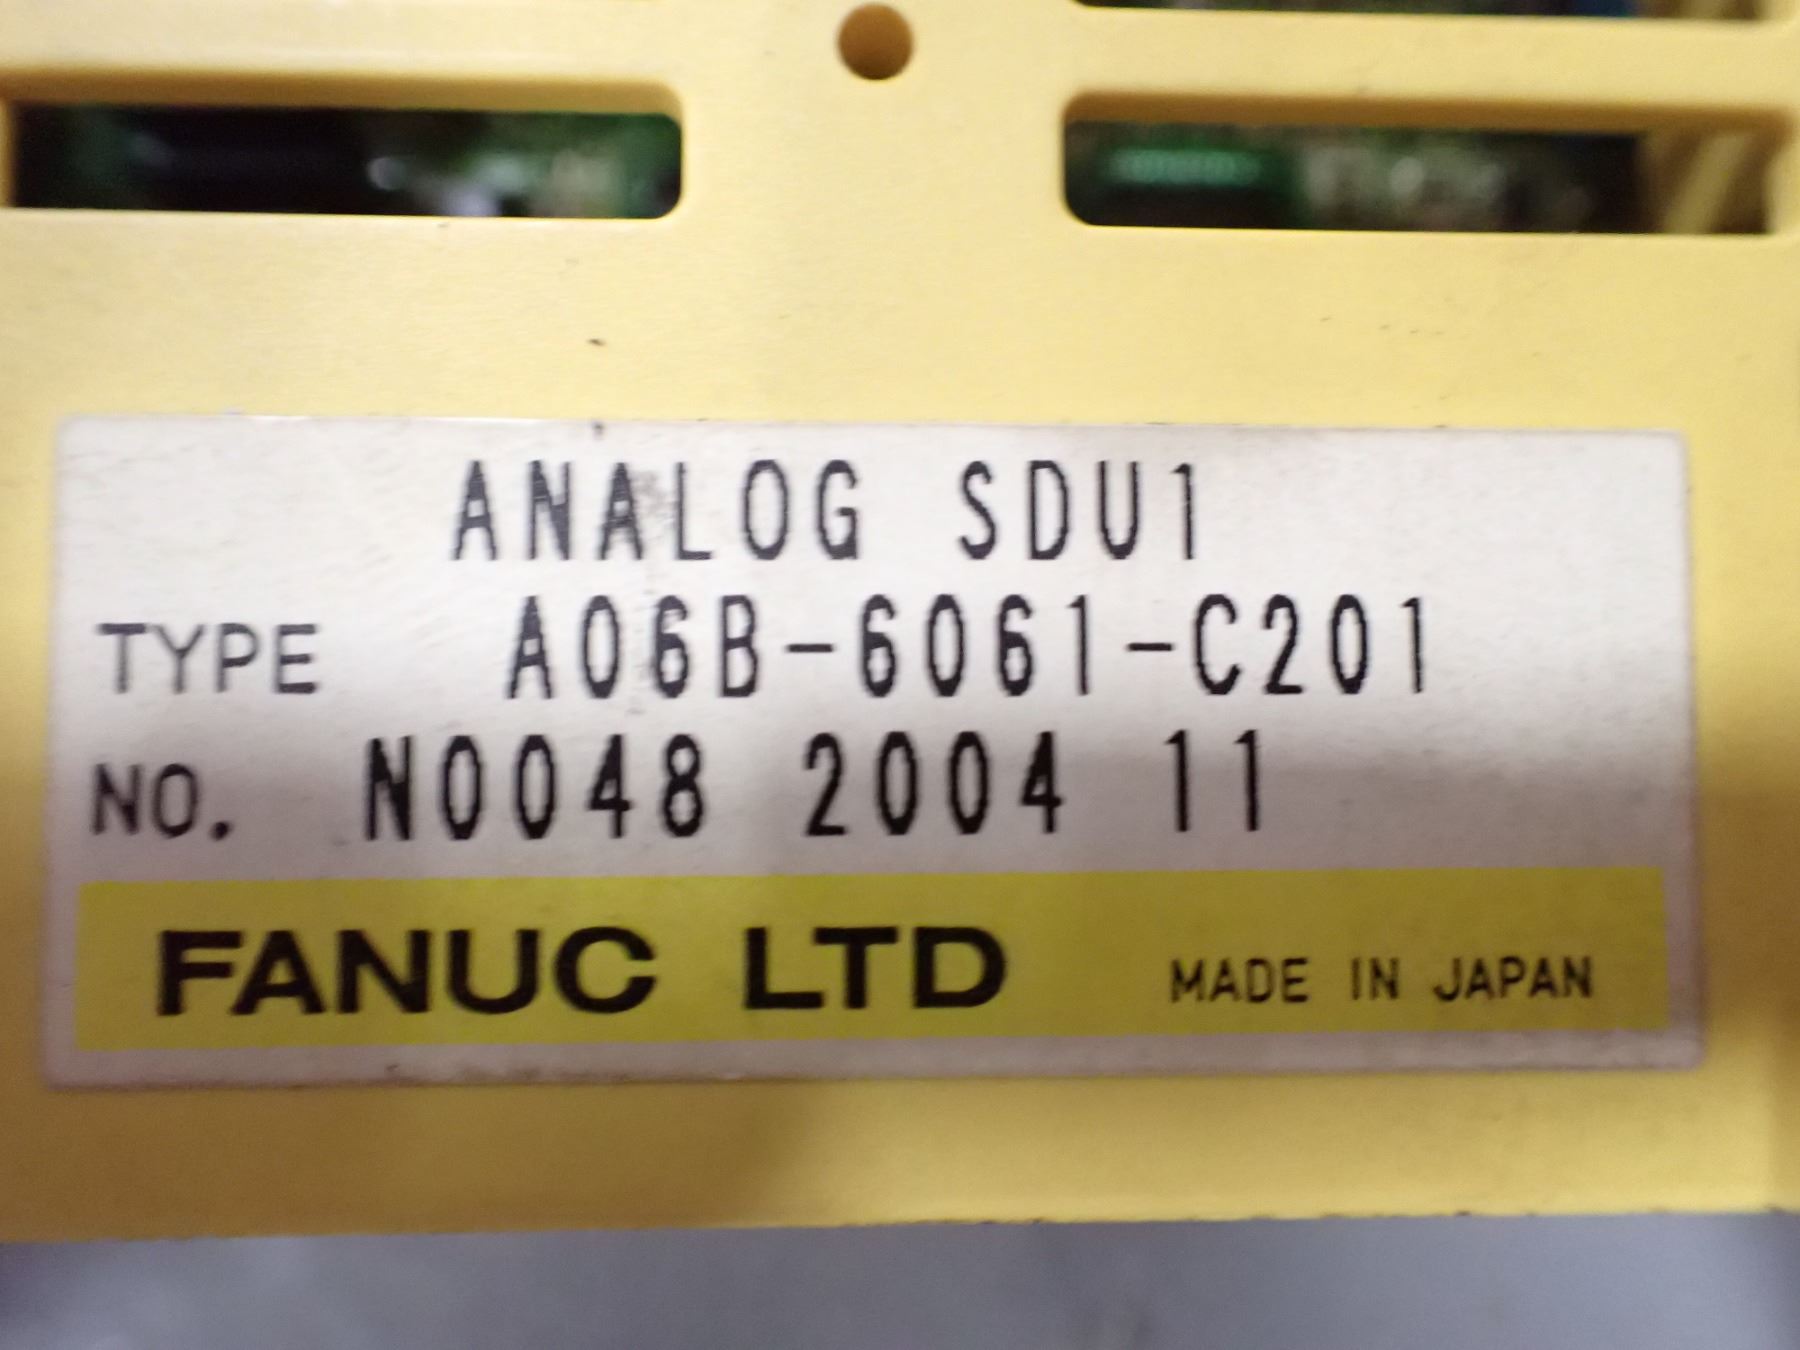 ANALOG SDU1
TYPE A06B-6061-C201
NO. N0048 2004 11
FANUC LTD MADE IN JAPAN